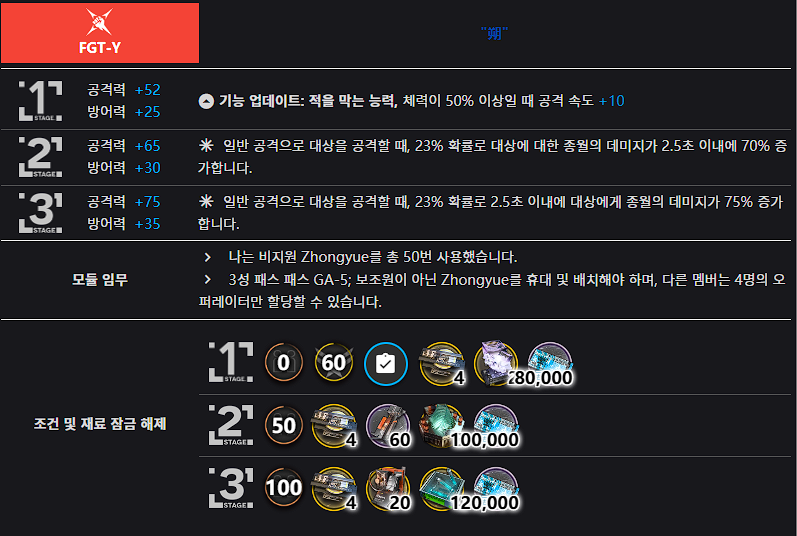 FGT-Y
"朔"
1
STAGE.
공격력 +52
방어력 +25
기능 업데이트: 적을 막는 능력, 체력이 50% 이상일 때 공격 속도 +10
2
STAGE.
공격력 +65
방어력 +30
일반 공격으로 대상을 공격할 때, 23% 확률로 대상에 대한 종월의 데미지가 2.5초 이내에 70% 증
가합니다.
3
STAGE.
공격력 +75
방어력 +35
일반 공격으로 대상을 공격할 때, 23% 확률로 2.5초 이내에 대상에게 종월의 데미지가 75% 증가
합니다.
모듈 임무
나는 비지원 Zhongyue를 총 50번 사용했습니다.
3성 패스 패스 GA-5; 보조원이 아닌 Zhongyue를 휴대 및 배치해야 하며, 다른 멤버는 4명의 오
퍼레이터만 할당할 수 있습니다.
조건 및 재료 잠금 해제
1
STAGE.
0 60 4 80,000
2
STAGE.
50 4 60 100,000
3
STAGE.
100 4 20 120,000